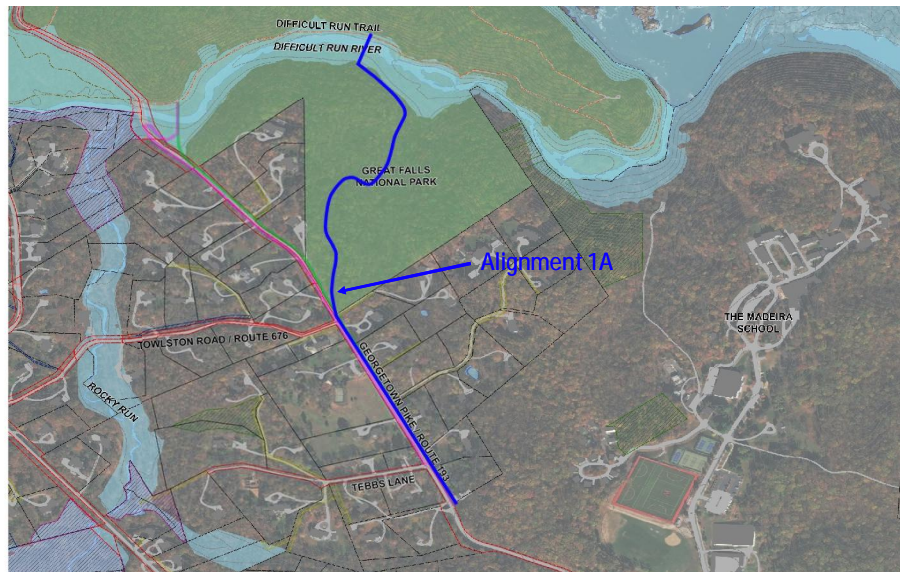 DIFFICULT RUN TRAIL
DIFFICULT RUN RIVER
GREAT FALLS
NATIONAL PARK
Alignment 1A
THE MADEIRA
SCHOOL
TOWLSTON ROAD / ROUTE 676
GEORGETOWN PIKE / ROUTE 193
ROCKY RUN
TEBBS LANE